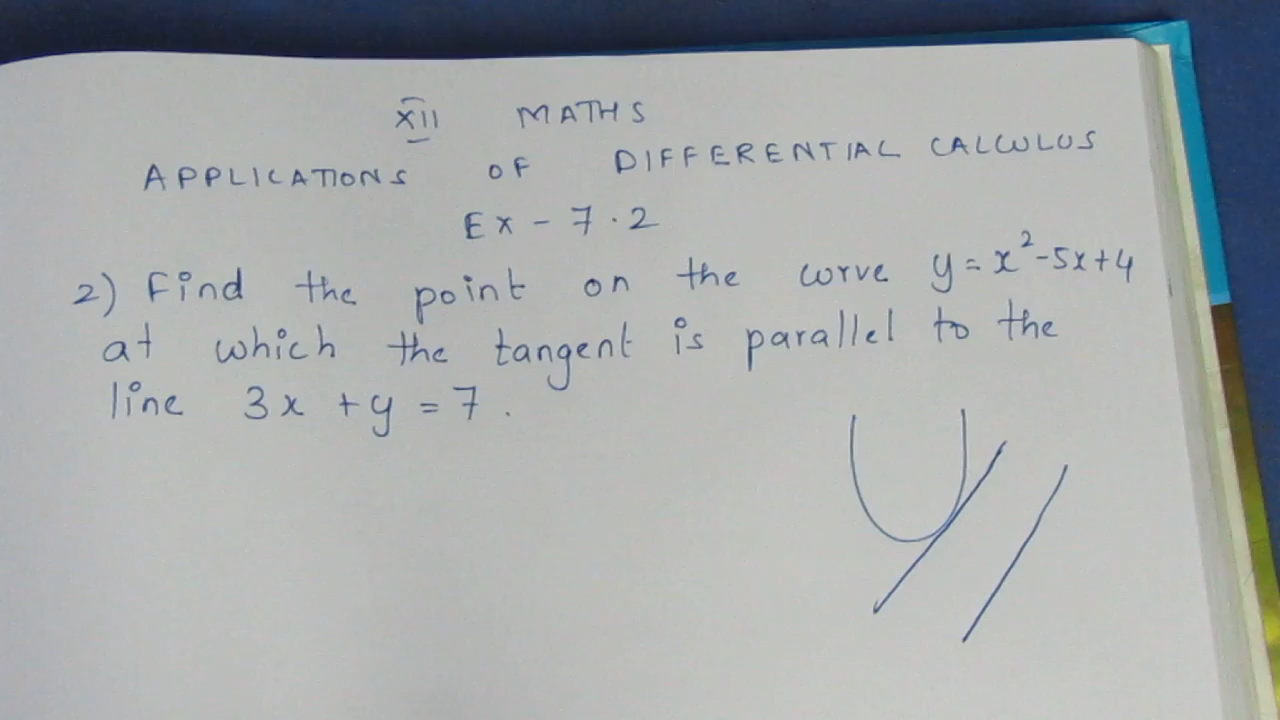 XII MATHS
APPLICATIONS OF DIFFERENTIAL CALCULUS
Ex - 7.2
2) Find the point on the curve y = x² - 5x + 4
at which the tangent is parallel to the
line 3x + y = 7.